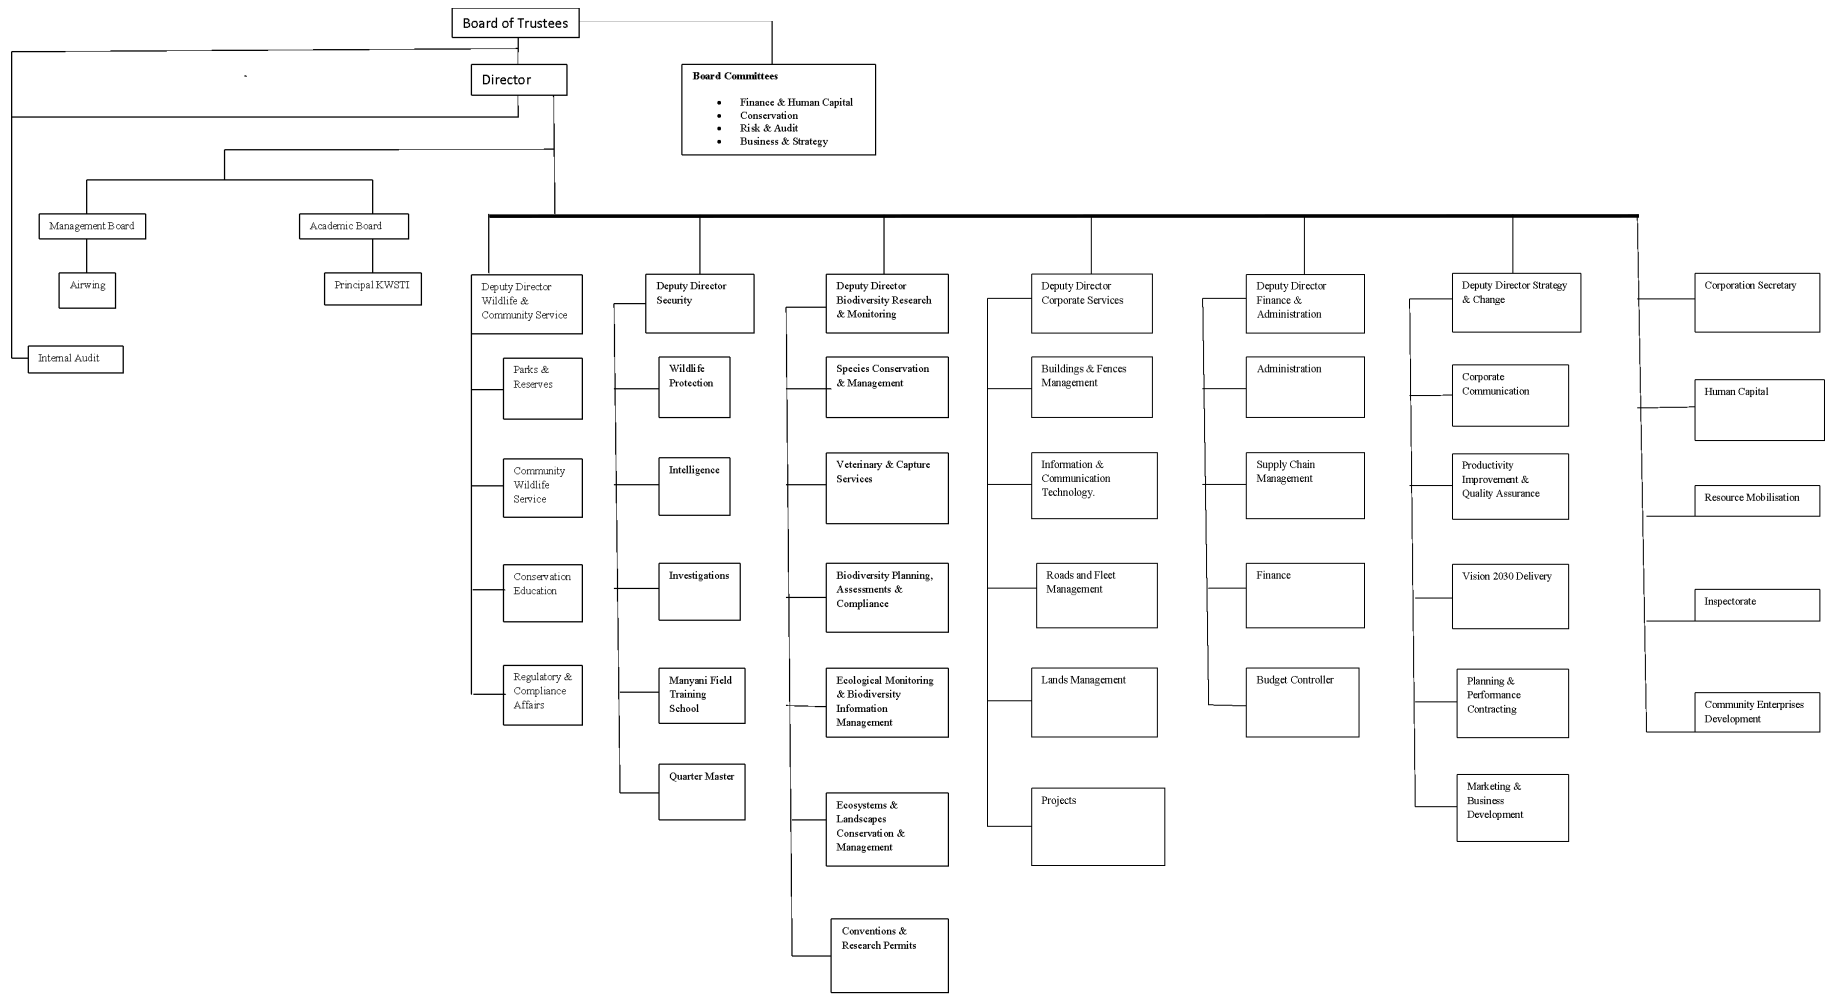 Board of Trustees
Director
Board Committees
• Finance & Human Capital
• Conservation
• Risk & Audit
• Business & Strategy
Management Board
Academic Board
Airwing
Principal KWSTI
Internal Audit
Deputy Director
Wildlife &
Community Service
Parks &
Reserves
Community
Wildlife
Service
Conservation
Education
Regulatory &
Compliance
Affairs
Deputy Director
Security
Wildlife
Protection
Intelligence
Investigations
Manyani Field
Training
School
Quarter Master
Deputy Director
Biodiversity Research
& Monitoring
Species Conservation
& Management
Veterinary & Capture
Services
Biodiversity Planning,
Assessments &
Compliance
Ecological Monitoring
& Biodiversity
Information
Management
Ecosystems &
Landscapes
Conservation &
Management
Conventions &
Research Permits
Deputy Director
Corporate Services
Buildings & Fences
Management
Information &
Communication
Technology.
Roads and Fleet
Management
Lands Management
Projects
Deputy Director
Finance &
Administration
Administration
Supply Chain
Management
Finance
Budget Controller
Deputy Director Strategy
& Change
Corporate
Communication
Productivity
Improvement &
Quality Assurance
Vision 2030 Delivery
Planning &
Performance
Contracting
Marketing &
Business
Development
Corporation Secretary
Human Capital
Resource Mobilisation
Inspectorate
Community Enterprises
Development